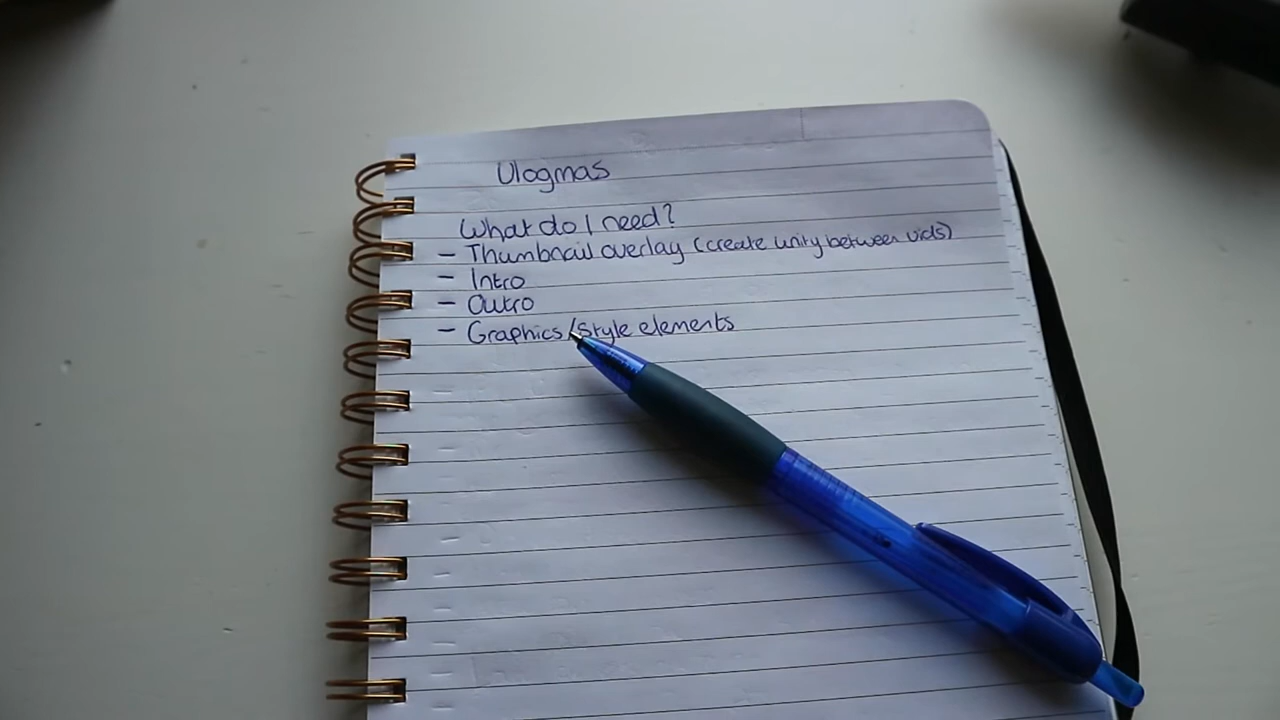 Vlogmas
What do I need?
- Thumbnail overlay (create unity between vids)
- Intro
- Outro
- Graphics/Style elements